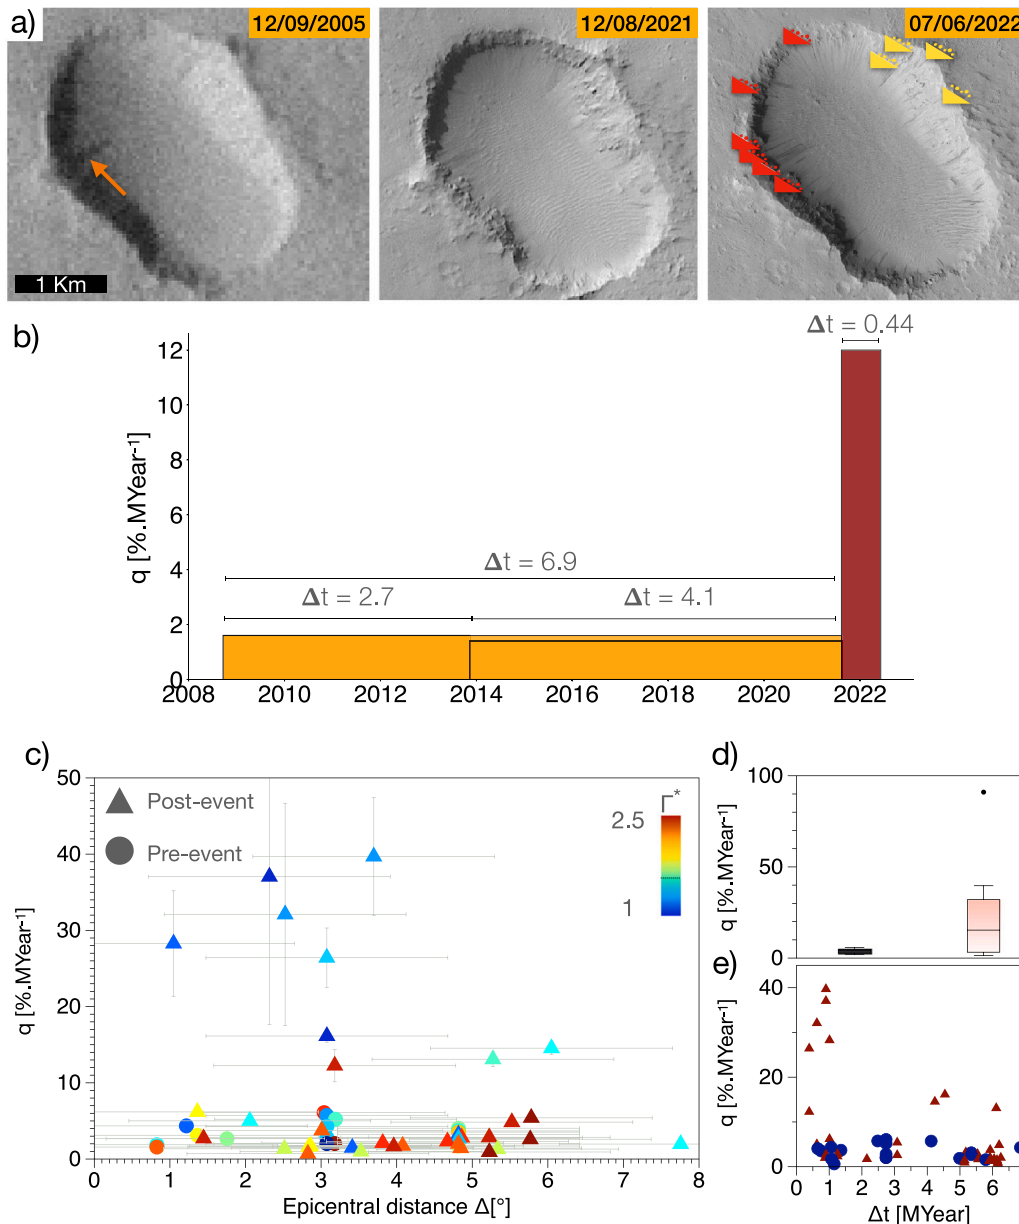 a)
12/09/2005
12/08/2021
07/06/2022
1 Km
b)
Δt = 0.44
12
10
8
6
4
2
0
q [%.MYear⁻¹]
Δt = 6.9
Δt = 2.7
Δt = 4.1
2008
2010
2012
2014
2016
2018
2020
2022
c)
50
40
30
20
10
0
q [%.MYear⁻¹]
Post-event
Pre-event
Γ*
2.5
1
0
1
2
3
4
5
6
7
8
Epicentral distance Δ[°]
d)
100
50
0
q [%.MYear⁻¹]
e)
40
20
0
q [%.MYear⁻¹]
0
1
2
3
4
5
6
Δt [MYear]